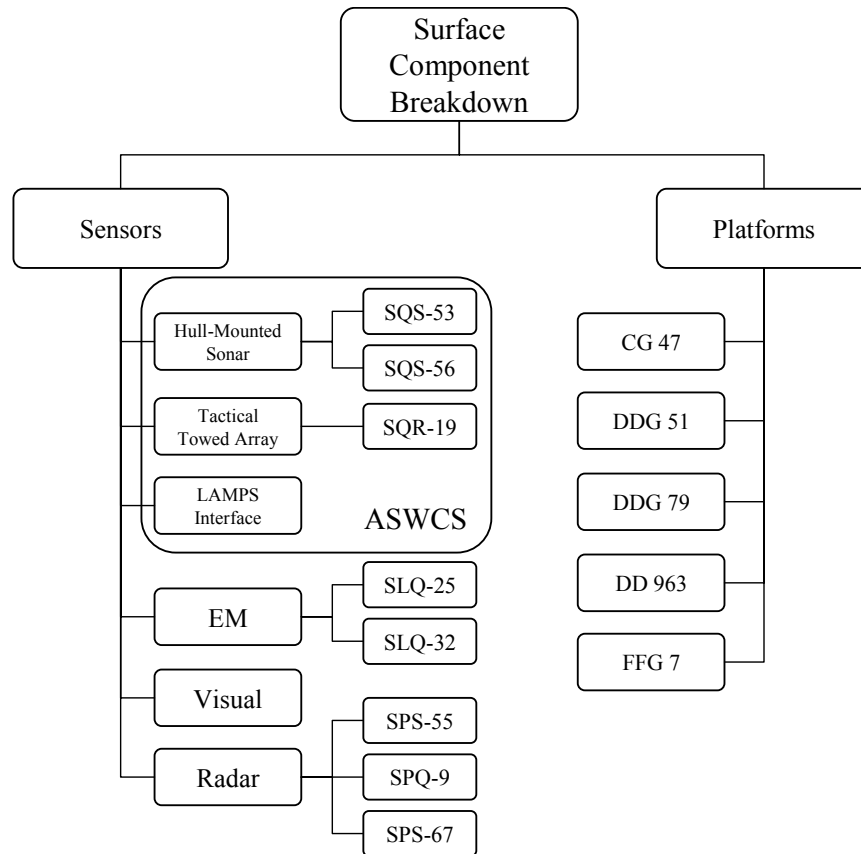 Surface
Component
Breakdown
Sensors
Platforms
Hull-Mounted
Sonar
SQS-53
SQS-56
Tactical
Towed Array
SQR-19
LAMPS
Interface
ASWCS
EM
SLQ-25
SLQ-32
Visual
Radar
SPS-55
SPQ-9
SPS-67
CG 47
DDG 51
DDG 79
DD 963
FFG 7